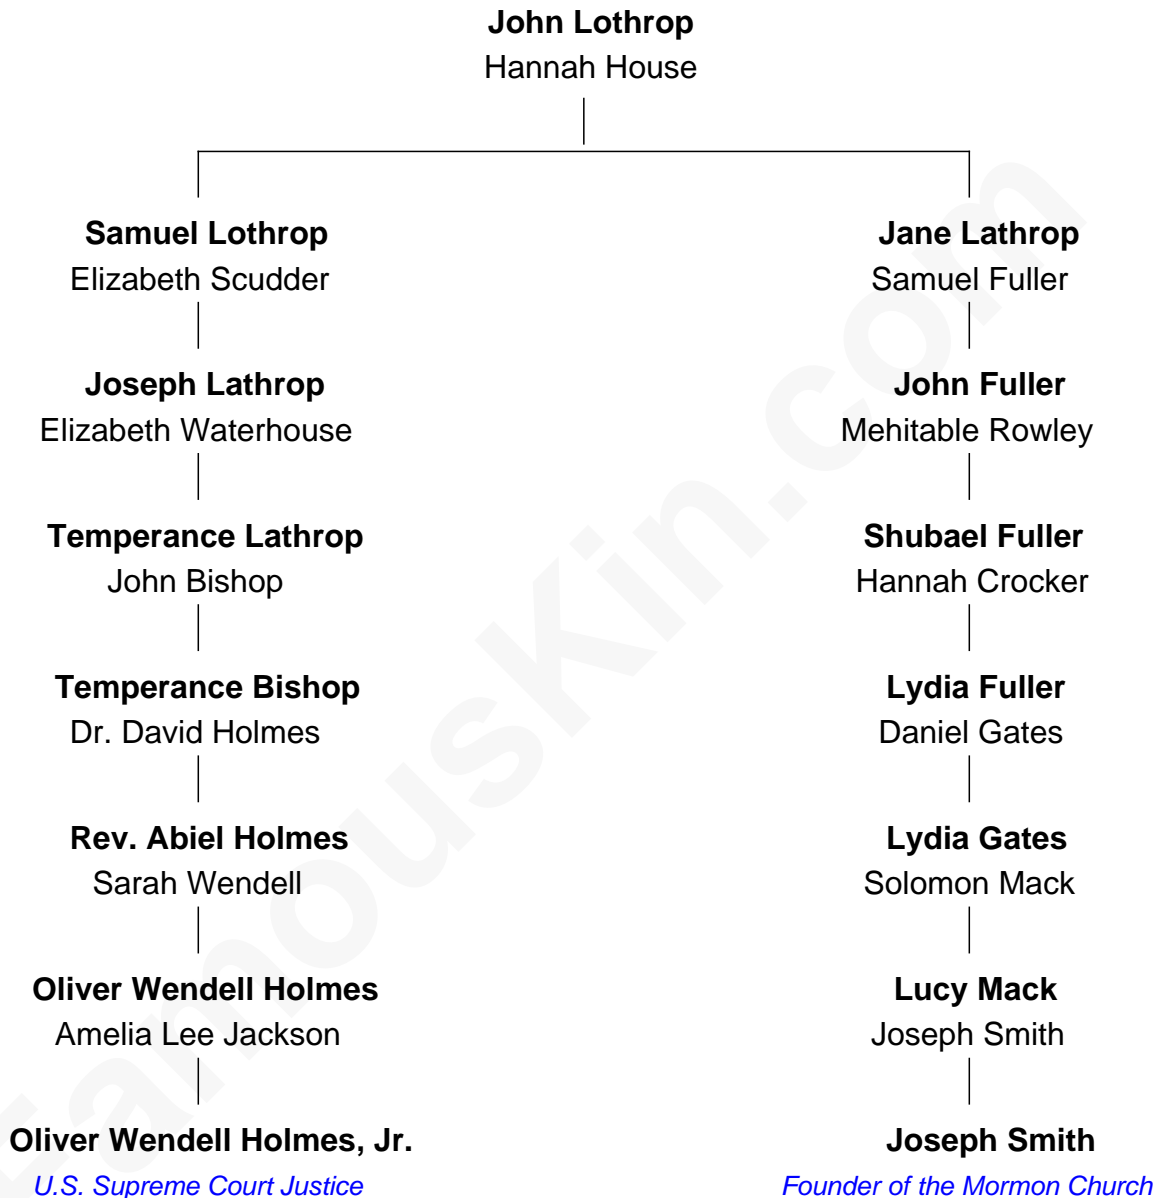 John Lothrop
Hannah House
Samuel Lothrop
Elizabeth Scudder
Jane Lathrop
Samuel Fuller
Joseph Lathrop
Elizabeth Waterhouse
John Fuller
Mehitable Rowley
Temperance Lathrop
John Bishop
Shubael Fuller
Hannah Crocker
Temperance Bishop
Dr. David Holmes
Lydia Fuller
Daniel Gates
Rev. Abiel Holmes
Sarah Wendell
Lydia Gates
Solomon Mack
Oliver Wendell Holmes
Amelia Lee Jackson
Lucy Mack
Joseph Smith
Oliver Wendell Holmes, Jr.
U.S. Supreme Court Justice
Joseph Smith
Founder of the Mormon Church
FamousKin.com